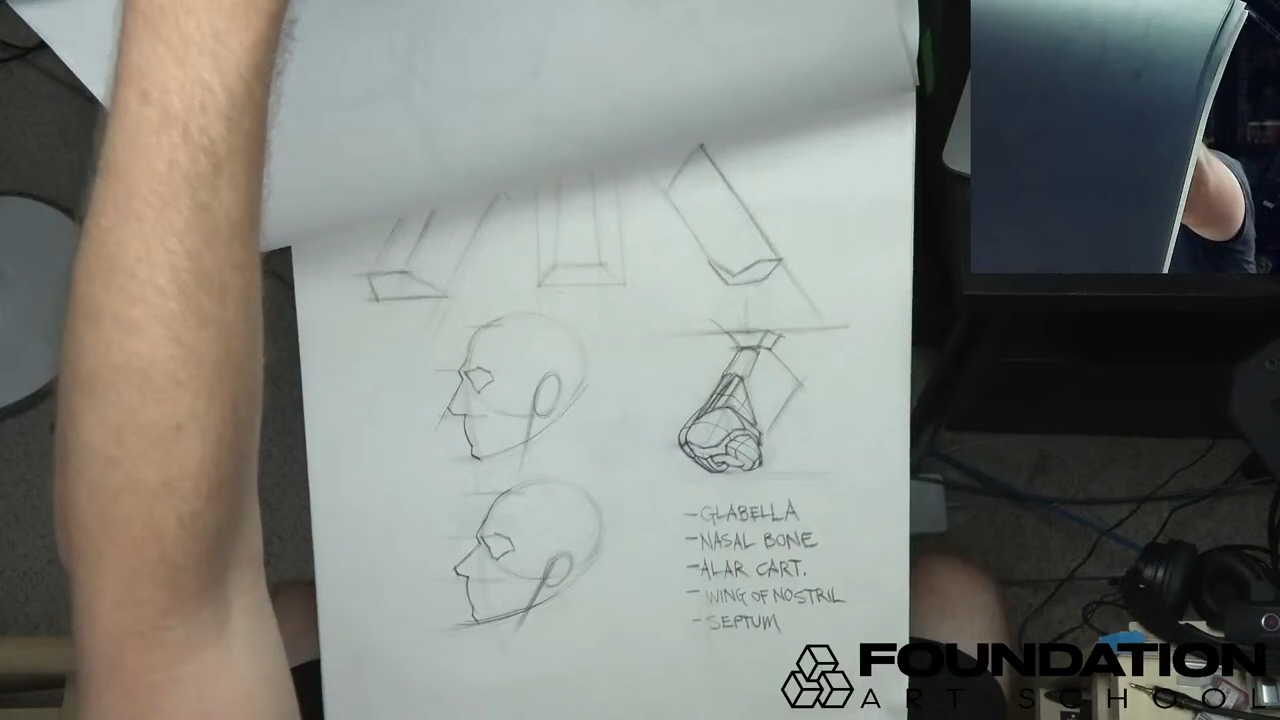 - GLABELLA
- NASAL BONE
- ALAR CART.
- WING OF NOSTRIL
- SEPTUM
FOUNDATION
ART SCHOOL